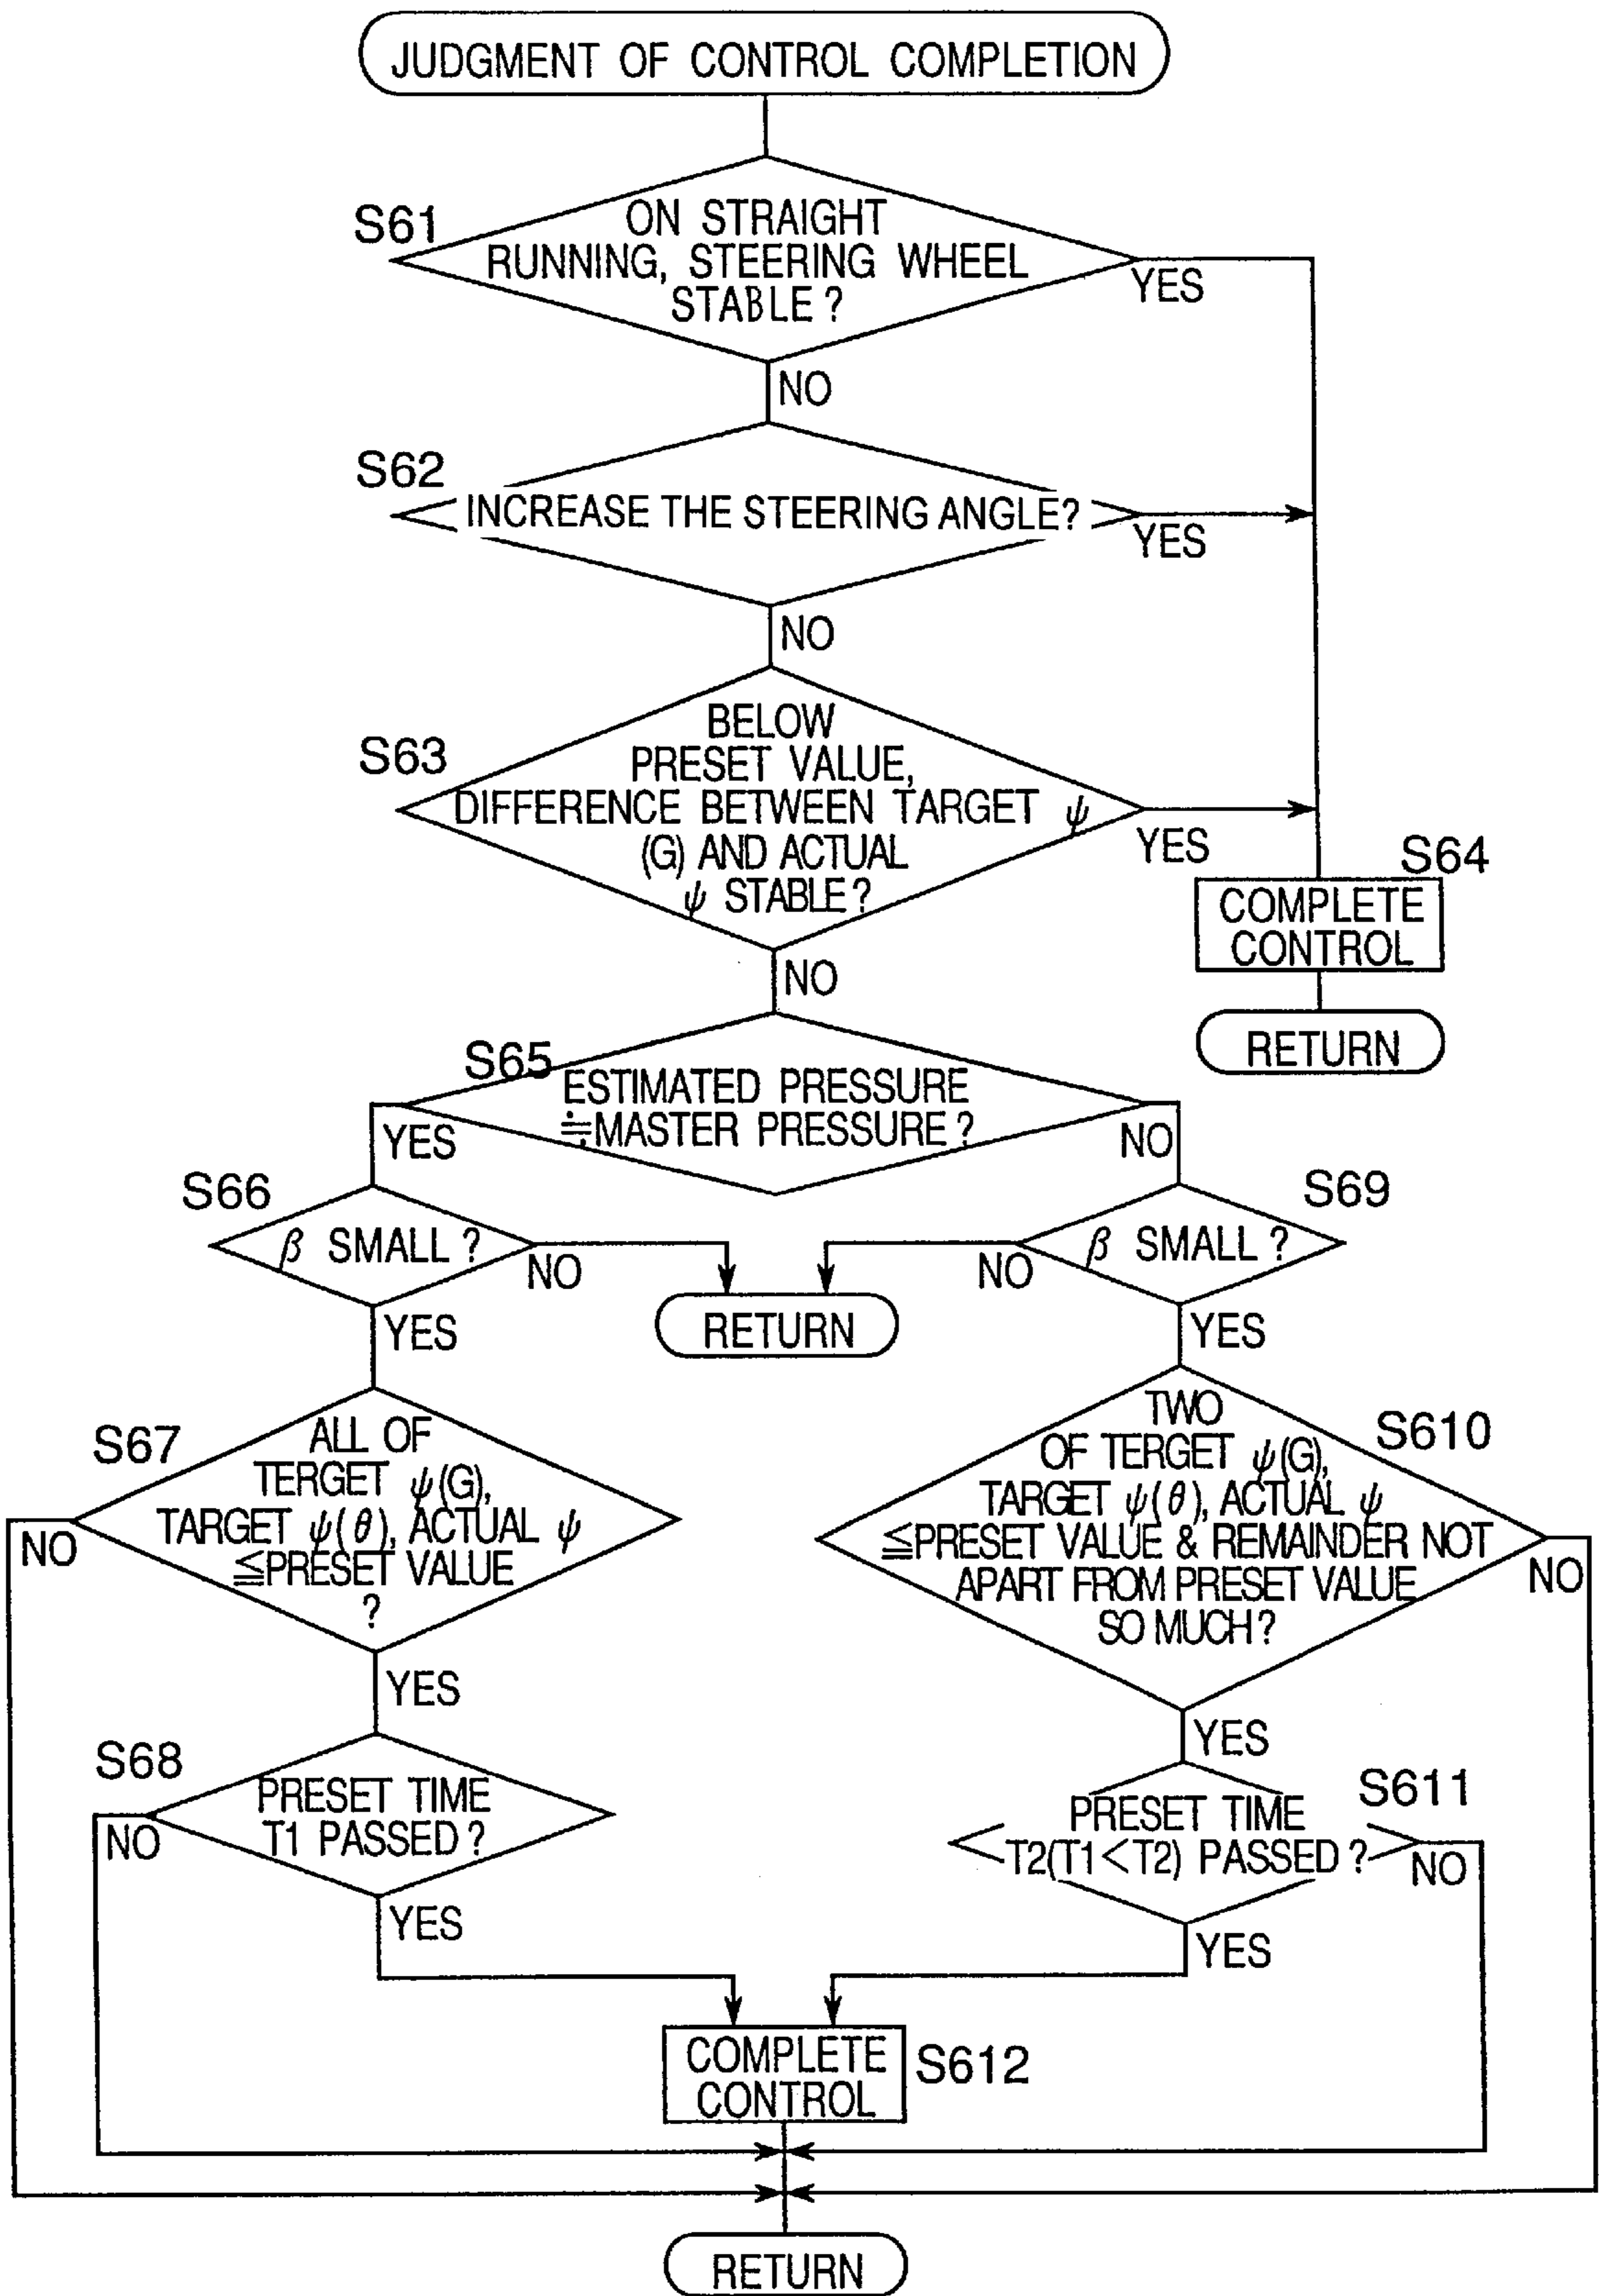 JUDGMENT OF CONTROL COMPLETION
S61
ON STRAIGHT
RUNNING, STEERING WHEEL
STABLE?
YES
NO
S62
INCREASE THE STEERING ANGLE?
YES
NO
S63
BELOW
PRESET VALUE,
DIFFERENCE BETWEEN TARGET ψ
(G) AND ACTUAL
ψ STABLE?
YES
NO
S64
COMPLETE
CONTROL
RETURN
S65
ESTIMATED PRESSURE
≒MASTER PRESSURE?
YES
NO
S66
β SMALL?
NO
YES
S69
β SMALL?
NO
YES
RETURN
S67
ALL OF
TERGET ψ(G),
TARGET ψ(θ), ACTUAL ψ
≦PRESET VALUE
?
NO
YES
S610
TWO
OF TERGET ψ(G),
TARGET ψ(θ), ACTUAL ψ
≦PRESET VALUE & REMAINDER NOT
APART FROM PRESET VALUE
SO MUCH?
NO
YES
S68
PRESET TIME
T1 PASSED?
NO
YES
S611
PRESET TIME
T2(T1<T2) PASSED?
NO
YES
COMPLETE
CONTROL
S612
RETURN